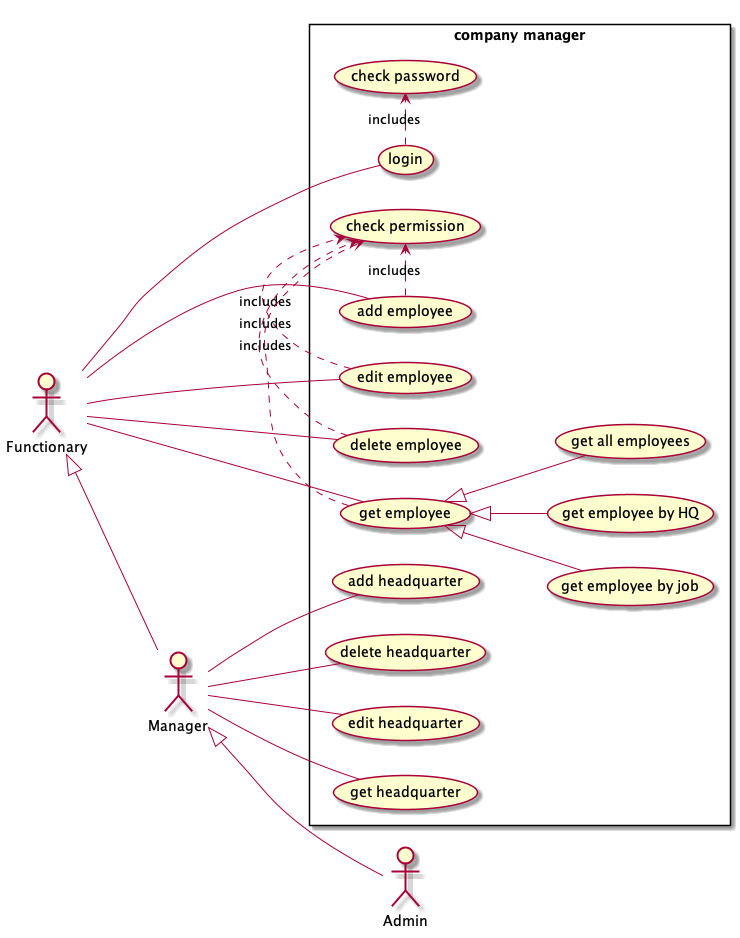 company manager
check password
includes
login
check permission
includes
includes
add employee
includes
includes
edit employee
Functionary
delete employee
get all employees
get employee
get employee by HQ
add headquarter
get employee by job
delete headquarter
Manager
edit headquarter
get headquarter
Admin